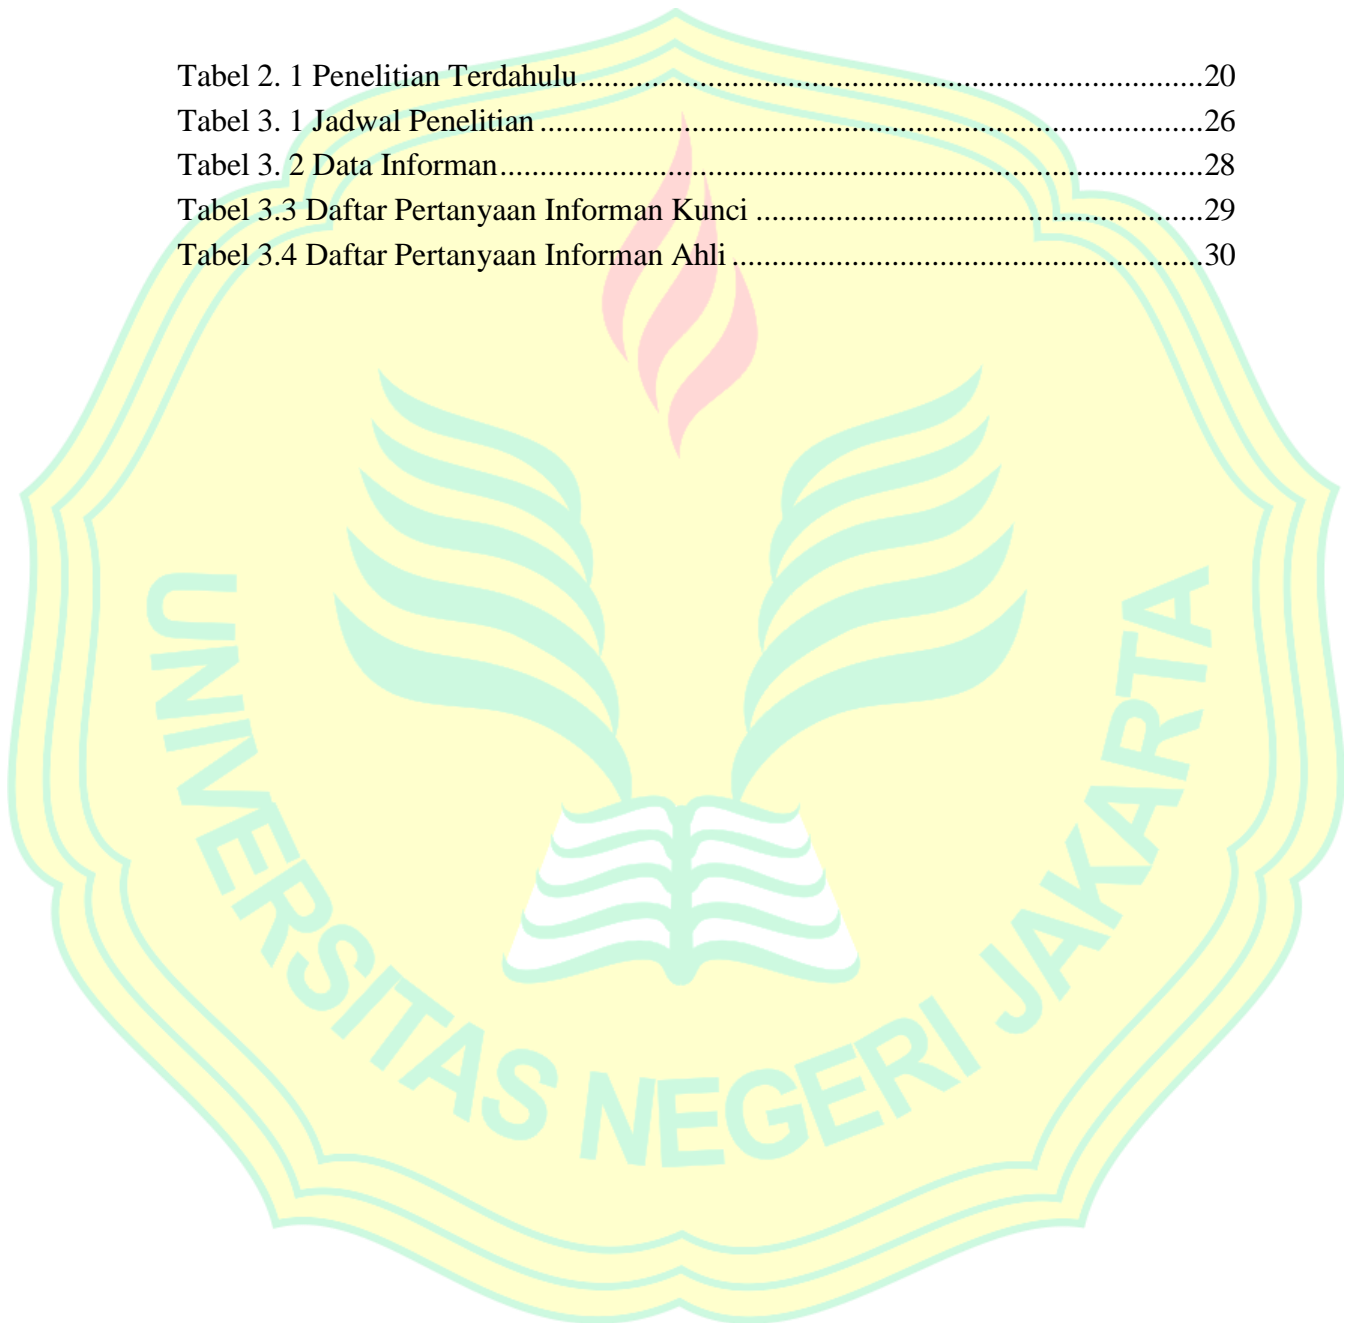 Tabel 2. 1 Penelitian Terdahulu...............................................................................20
Tabel 3. 1 Jadwal Penelitian....................................................................................26
Tabel 3. 2 Data Informan.........................................................................................28
Tabel 3.3 Daftar Pertanyaan Informan Kunci.........................................................29
Tabel 3.4 Daftar Pertanyaan Informan Ahli............................................................30
UNIVERSITAS NEGERI JAKARTA